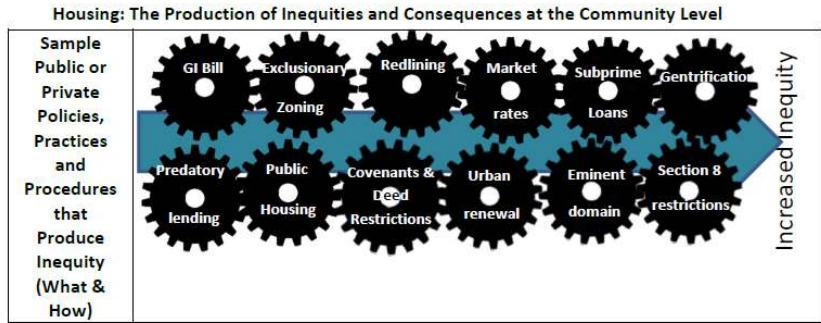 Housing: The Production of Inequities and Consequences at the Community Level
Sample
Public or
Private
Policies,
Practices
and
Procedures
that
Produce
Inequity
(What &
How)
GI Bill
Exclusionary
Zoning
Redlining
Market
rates
Subprime
Loans
Gentrification
Predatory
lending
Public
Housing
Covenants &
Deed
Restrictions
Urban
renewal
Eminent
domain
Section 8
restrictions
Increased Inequity